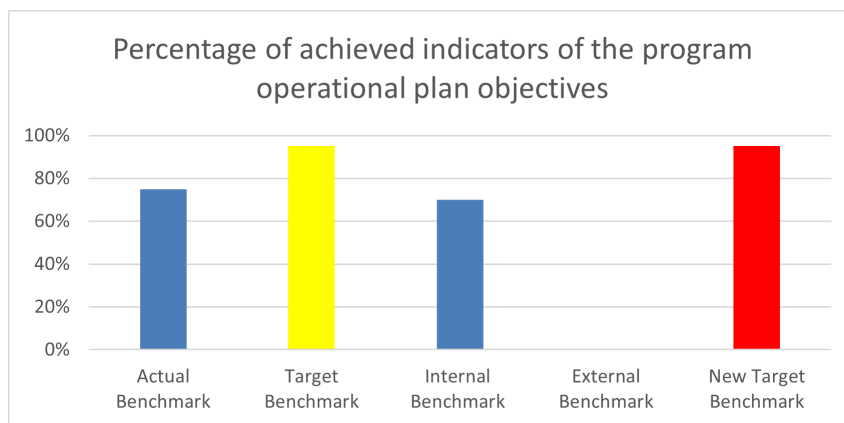 Percentage of achieved indicators of the program
operational plan objectives
100%
80%
60%
40%
20%
0%
Actual
Benchmark
Target
Benchmark
Internal
Benchmark
External
Benchmark
New Target
Benchmark